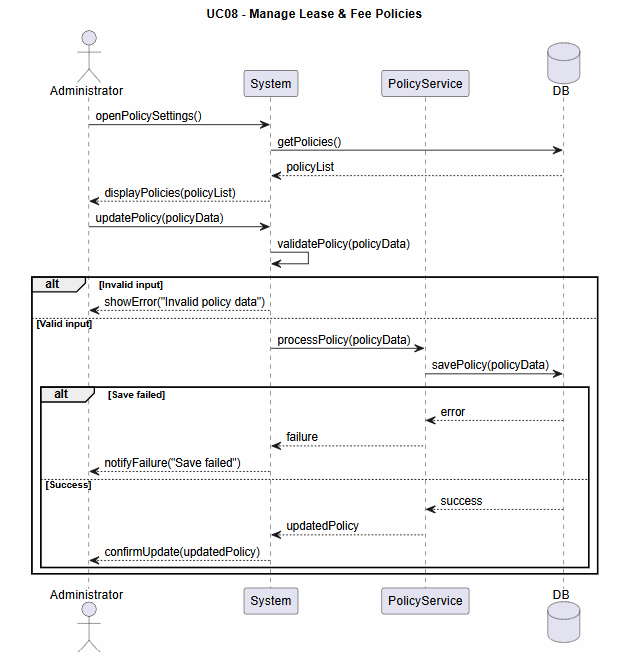 UC08 - Manage Lease & Fee Policies
Administrator System PolicyService DB
openPolicySettings()
getPolicies()
policyList
displayPolicies(policyList)
updatePolicy(policyData)
validatePolicy(policyData)
alt [Invalid input]
showError("Invalid policy data")
[Valid input]
processPolicy(policyData)
savePolicy(policyData)
alt [Save failed]
error
failure
notifyFailure("Save failed")
[Success]
success
updatedPolicy
confirmUpdate(updatedPolicy)
Administrator System PolicyService DB